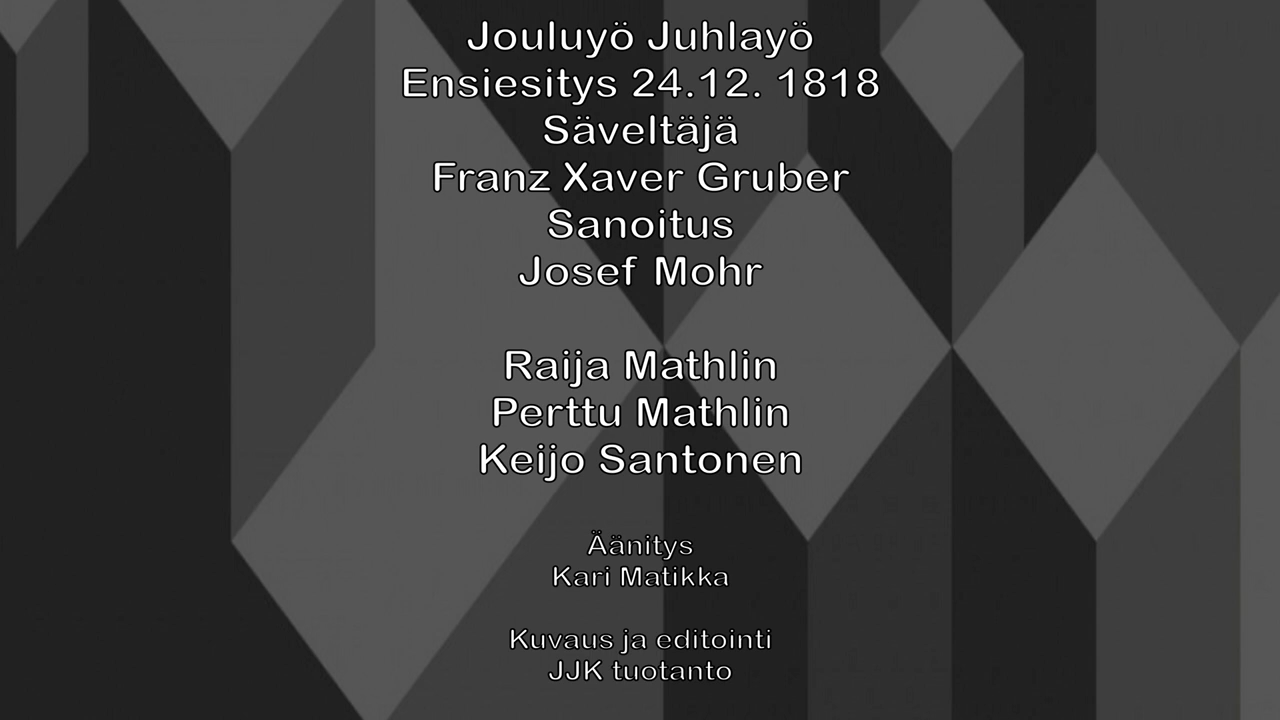 Jouluyö Juhlayö
Ensiesitys 24.12. 1818
Säveltäjä
Franz Xaver Gruber
Sanoitus
Josef Mohr
Raija Mathlin
Perttu Mathlin
Keijo Santonen
Äänitys
Kari Matikka
Kuvaus ja editointi
JJK tuotanto